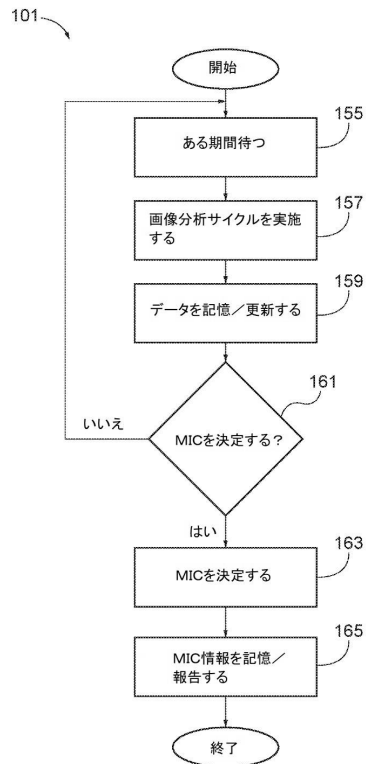 101
開始
ある期間待つ
155
画像分析サイクルを実施
する
157
データを記憶／更新する
159
MICを決定する？
161
いいえ
はい
MICを決定する
163
MIC情報を記憶／
報告する
165
終了